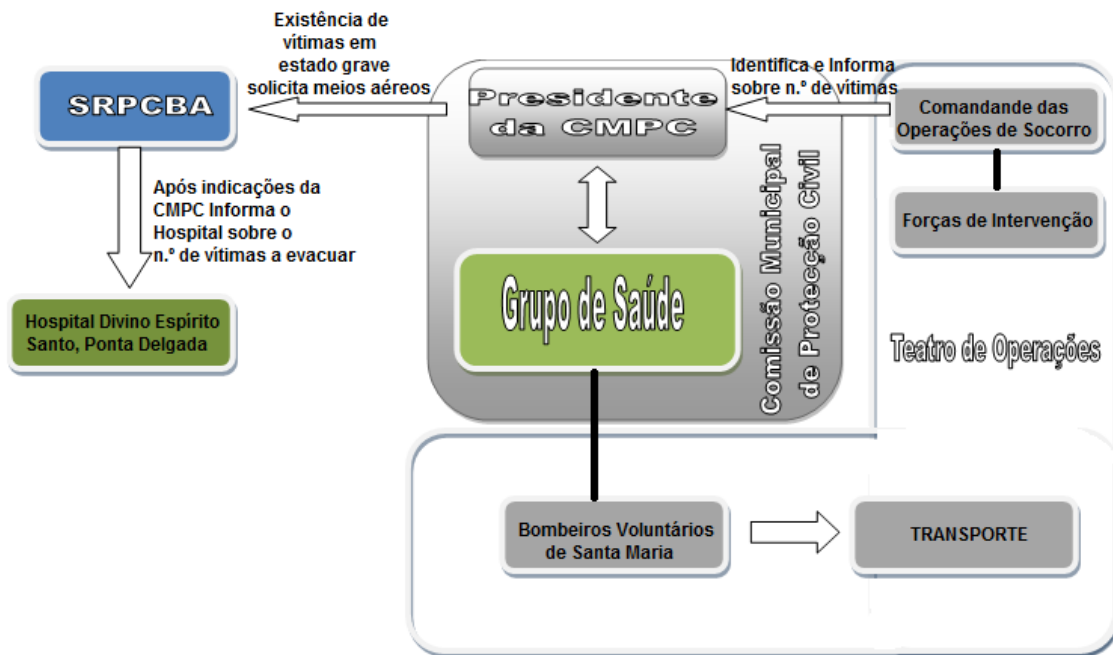 Existência de
vítimas em
estado grave
solicita meios aéreos
SRPCBA
Presidente
da CMPC
Identifica e Informa
sobre n.º de vítimas
Comandande das
Operações de Socorro
Após indicações da
CMPC Informa o
Hospital sobre o
n.º de vítimas a evacuar
Forças de Intervenção
Grupo de Saúde
Comissão Municipal
de Protecção Civil
Hospital Divino Espírito
Santo, Ponta Delgada
Teatro de Operações
Bombeiros Voluntários
de Santa Maria
TRANSPORTE